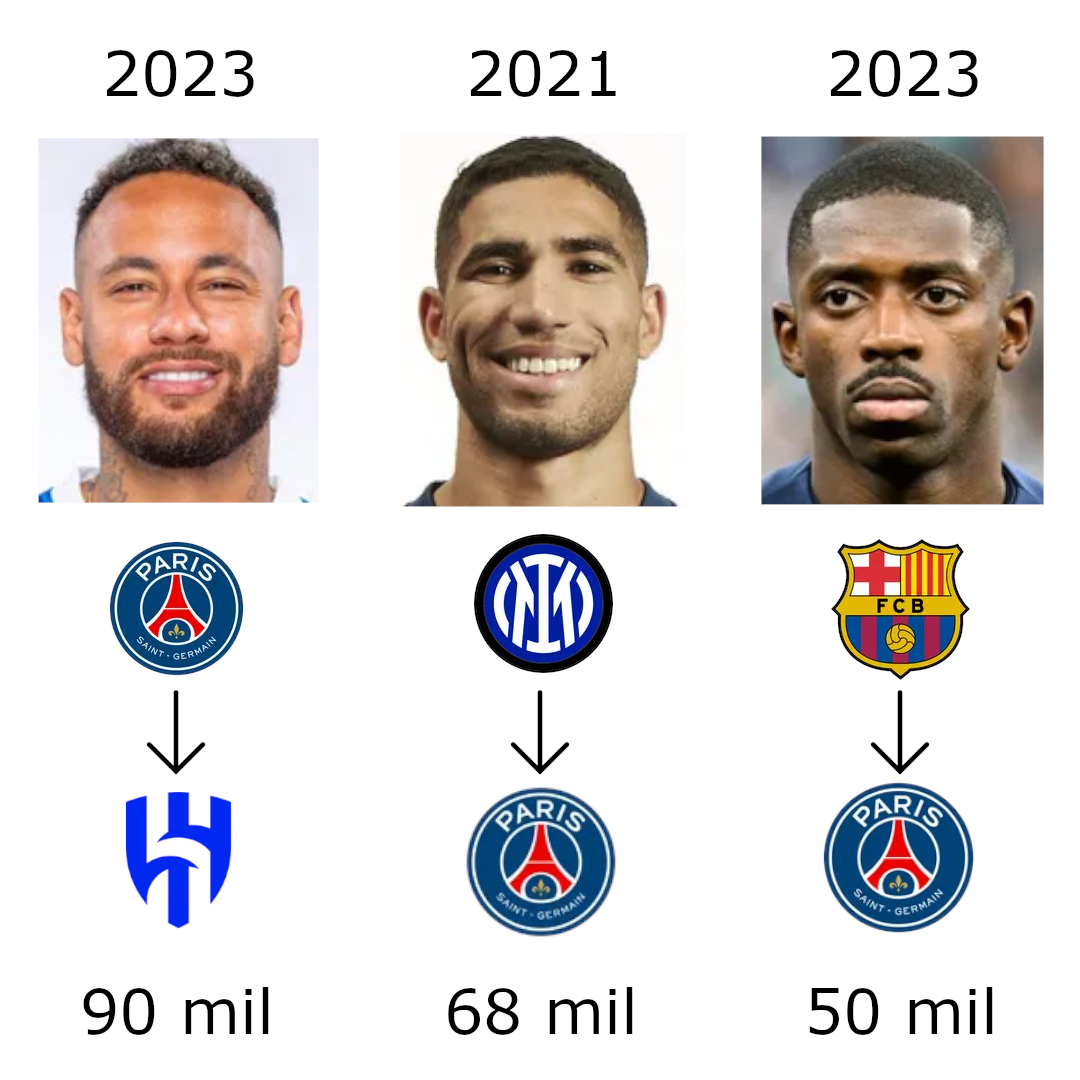 2023
2021
2023
PARIS
SAINT - GERMAIN
FCB
PARIS
SAINT - GERMAIN
PARIS
SAINT - GERMAIN
90 mil
68 mil
50 mil